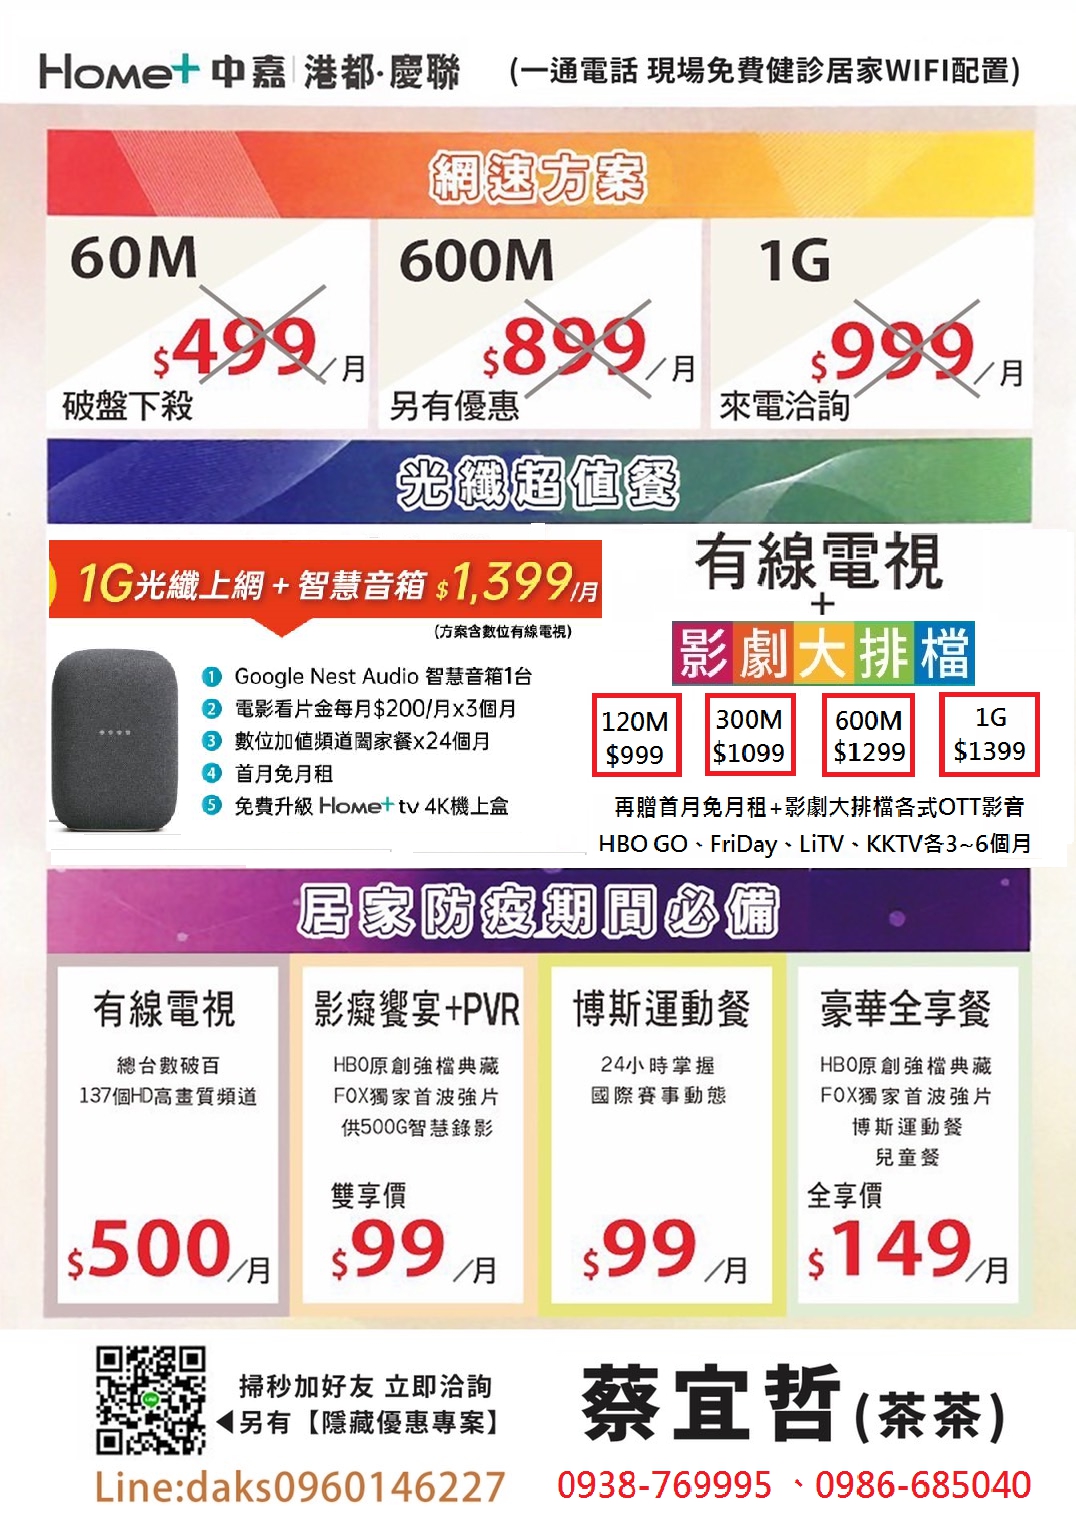 Home+ 中嘉 港都·慶聯 (一通電話 現場免費健診居家WIFI配置)
網速方案
60M
$499/月
破盤下殺
600M
$899/月
另有優惠
1G
$999/月
來電洽詢
光纖超值餐
1G光纖上網+智慧音箱 $1,399/月
(方案含數位有線電視)
1 Google Nest Audio 智慧音箱1台
2 電影看片金每月$200/月x3個月
3 數位加值頻道闔家餐x24個月
4 首月免月租
5 免費升級 Home+ tv 4K機上盒
有線電視
+
影劇大排檔
120M
$999
300M
$1099
600M
$1299
1G
$1399
再贈首月免月租+影劇大排檔各式OTT影音
HBO GO、FriDay、LiTV、KKTV各3~6個月
居家防疫期間必備
有線電視
總台數破百
137個HD高畫質頻道
$500/月
影癡饗宴+PVR
HBO原創強檔典藏
FOX獨家首波強片
供500G智慧錄影
雙享價
$99/月
博斯運動餐
24小時掌握
國際賽事動態
$99/月
豪華全享餐
HBO原創強檔典藏
FOX獨家首波強片
博斯運動餐
兒童餐
全享價
$149/月
掃秒加好友 立即洽詢
◀另有【隱藏優惠專案】
Line:daks0960146227
蔡宜哲(茶茶)
0938-769995、0986-685040